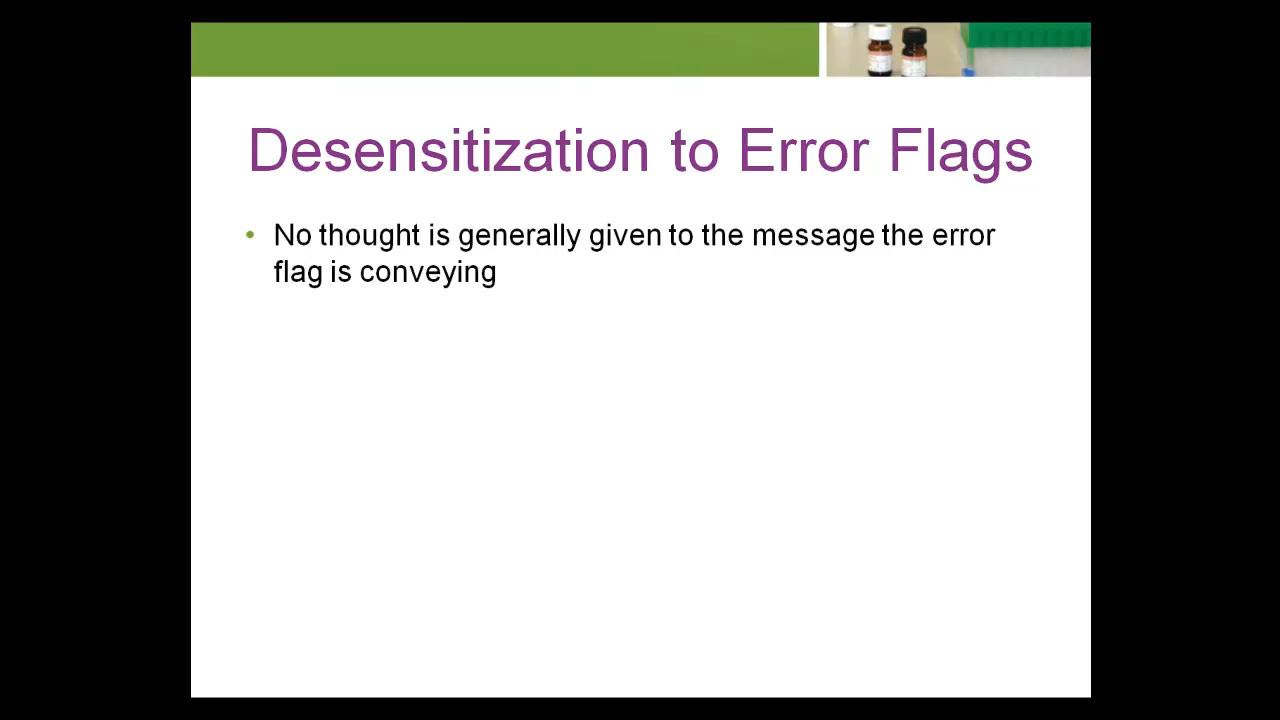 Desensitization to Error Flags
• No thought is generally given to the message the error
flag is conveying